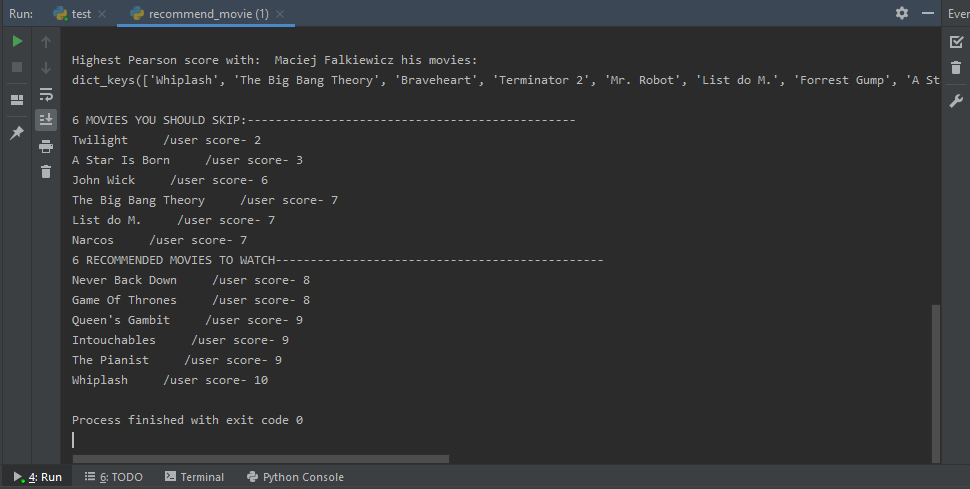 Run: test recommend_movie (1) Ever
Highest Pearson score with:  Maciej Falkiewicz his movies:
dict_keys(['Whiplash', 'The Big Bang Theory', 'Braveheart', 'Terminator 2', 'Mr. Robot', 'List do M.', 'Forrest Gump', 'A St
6 MOVIES YOU SHOULD SKIP:-----------------------------------------------
Twilight     /user score- 2
A Star Is Born     /user score- 3
John Wick     /user score- 6
The Big Bang Theory     /user score- 7
List do M.     /user score- 7
Narcos     /user score- 7
6 RECOMMENDED MOVIES TO WATCH-----------------------------------------------
Never Back Down     /user score- 8
Game Of Thrones     /user score- 8
Queen's Gambit     /user score- 9
Intouchables     /user score- 9
The Pianist     /user score- 9
Whiplash     /user score- 10
Process finished with exit code 0
4: Run 6: TODO Terminal Python Console